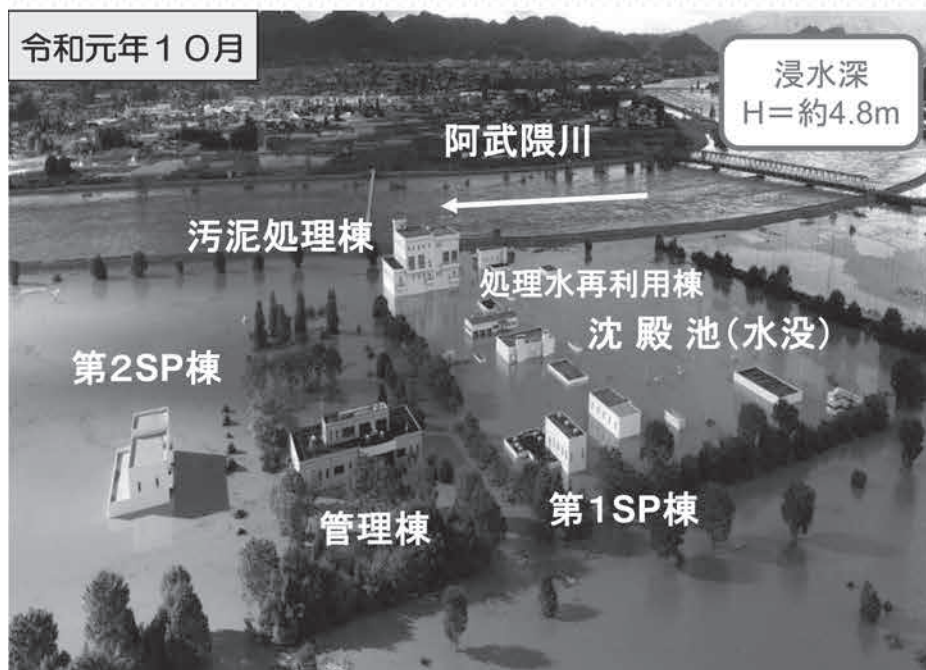 令和元年１０月
浸水深
H＝約4.8m
阿武隈川
汚泥処理棟
処理水再利用棟
沈殿池（水没）
第2SP棟
第1SP棟
管理棟